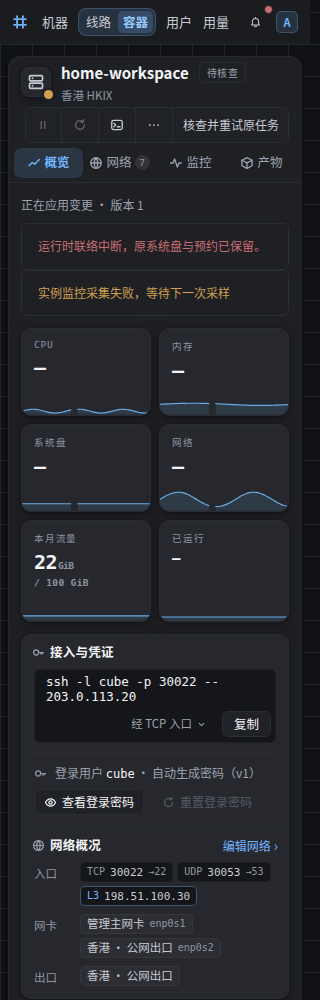 机器 线路 容器 用户 用量 A
home-workspace 待核查
香港 HKIX
核查并重试原任务
概览 网络 7 监控 产物
正在应用变更 · 版本 1
运行时联络中断，原系统盘与预约已保留。
实例监控采集失败，等待下一次采样
CPU 内存
— —
系统盘 网络
— —
本月流量 已运行
22 GiB —
/ 100 GiB
接入与凭证
ssh -l cube -p 30022 --
203.0.113.20
经 TCP 入口 复制
登录用户 cube · 自动生成密码（v1）
查看登录密码 重置登录密码
网络概况 编辑网络 ›
入口 TCP 30022 →22 UDP 30053 →53
L3 198.51.100.30
网卡 管理主网卡 enp0s1
香港 · 公网出口 enp0s2
出口 香港 · 公网出口